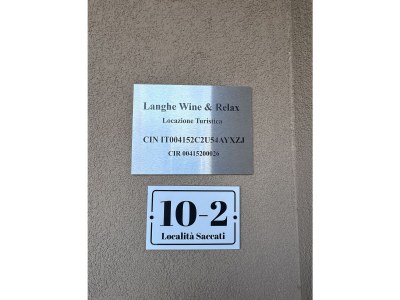 Langhe Wine & Relax
Locazione Turistica
CIN IT004152C2U54AYXZJ
CIR 00415200026
10-2
Località Saccati